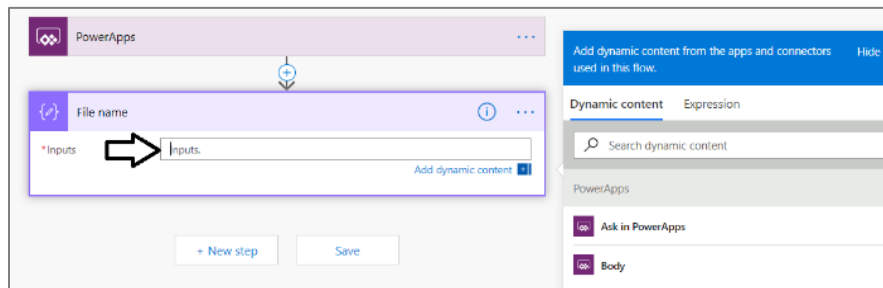 PowerApps
File name
*Inputs
Inputs.
Add dynamic content
+ New step
Save
Add dynamic content from the apps and connectors
used in this flow.
Hide
Dynamic content
Expression
Search dynamic content
PowerApps
Ask in PowerApps
Body